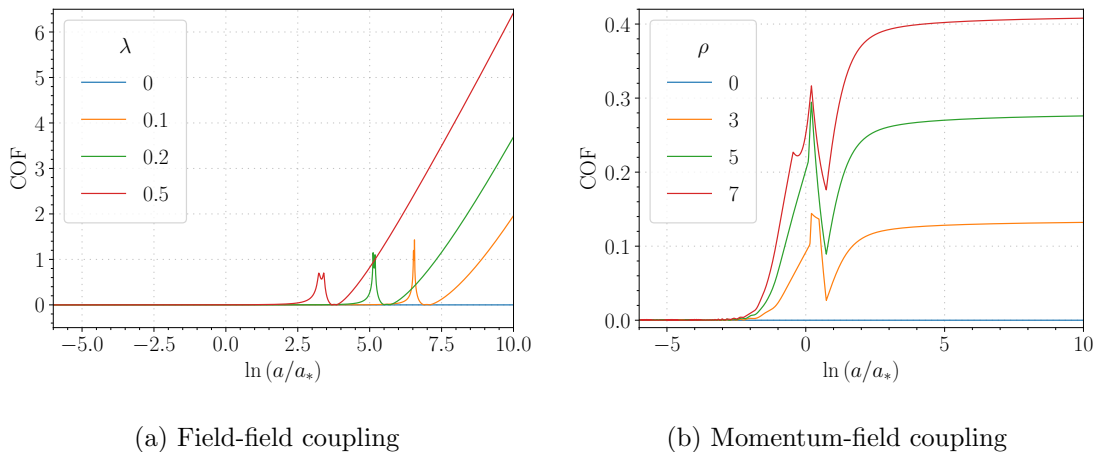 6
5
4
3
2
1
0
COF
λ
0
0.1
0.2
0.5
−5.0 −2.5 0.0 2.5 5.0 7.5 10.0
ln (a/a*)
(a) Field-field coupling
0.4
0.3
0.2
0.1
0.0
COF
ρ
0
3
5
7
−5 0 5 10
ln (a/a*)
(b) Momentum-field coupling